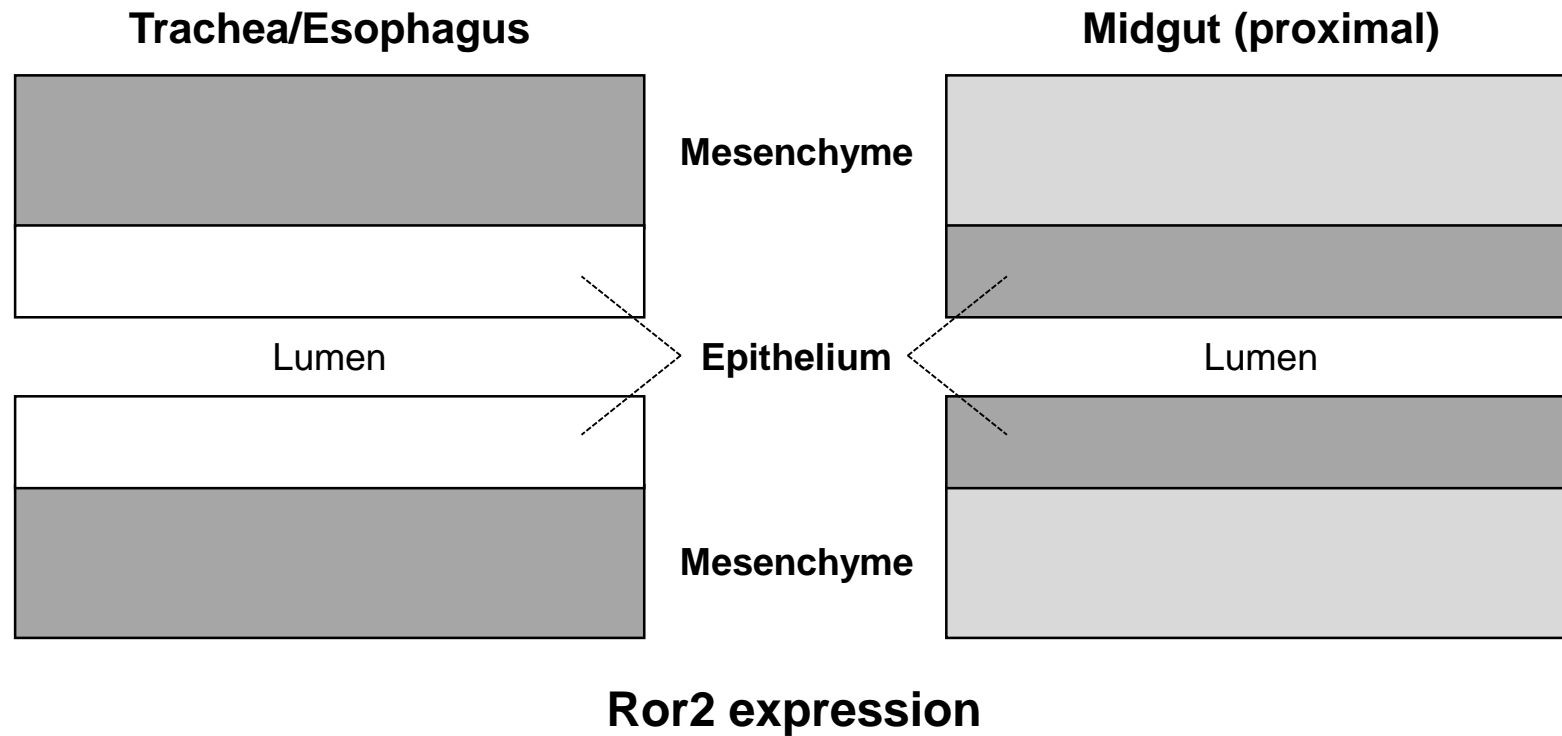 Trachea/Esophagus
Midgut (proximal)
Mesenchyme
Lumen
Epithelium
Lumen
Mesenchyme
Ror2 expression